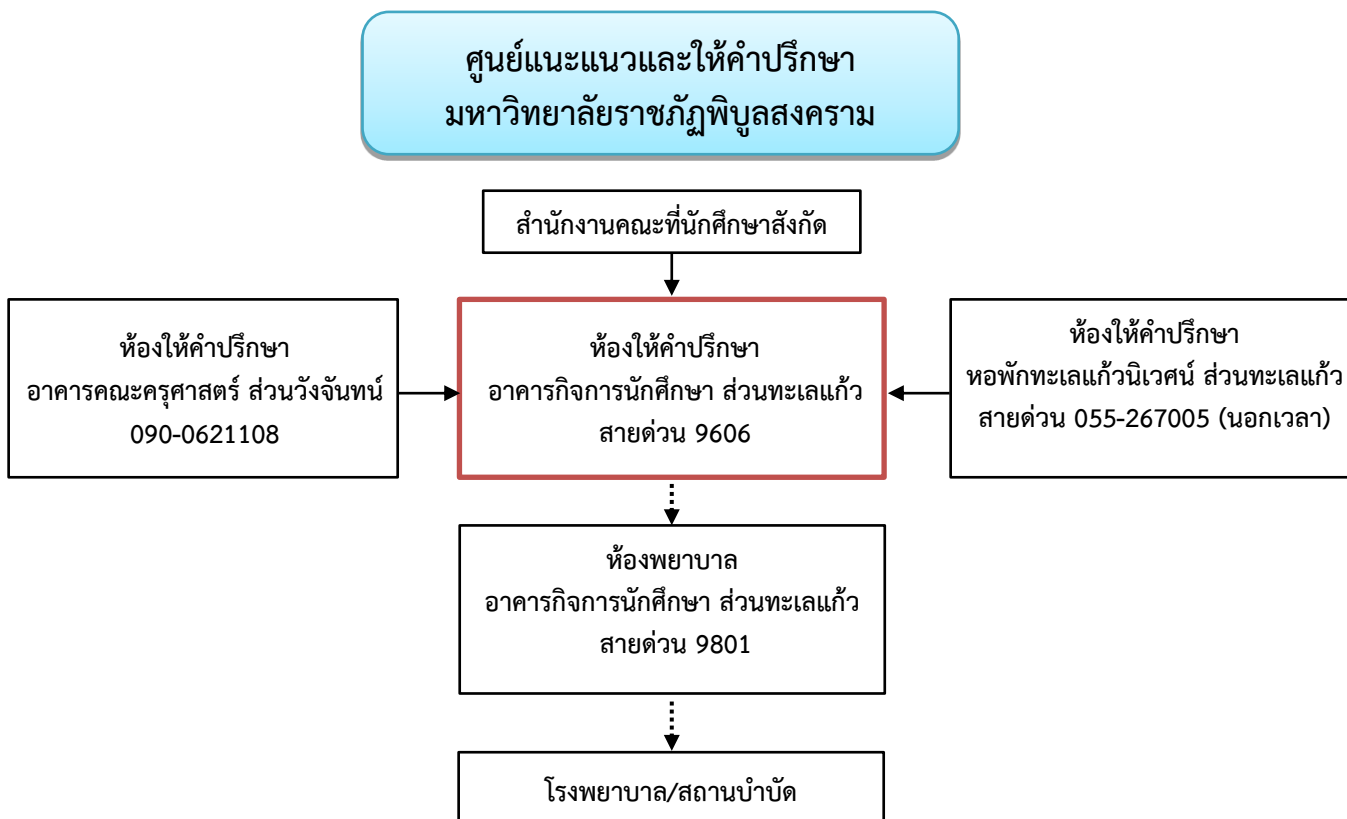 ศูนย์แนะแนวและให้คำปรึกษา
มหาวิทยาลัยราชภัฏพิบูลสงคราม
สำนักงานคณะที่นักศึกษาสังกัด
ห้องให้คำปรึกษา
อาคารคณะครุศาสตร์ ส่วนวังจันทน์
090-0621108
ห้องให้คำปรึกษา
อาคารกิจการนักศึกษา ส่วนทะเลแก้ว
สายด่วน 9606
ห้องให้คำปรึกษา
หอพักทะเลแก้วนิเวศน์ ส่วนทะเลแก้ว
สายด่วน 055-267005 (นอกเวลา)
ห้องพยาบาล
อาคารกิจการนักศึกษา ส่วนทะเลแก้ว
สายด่วน 9801
โรงพยาบาล/สถานบำบัด